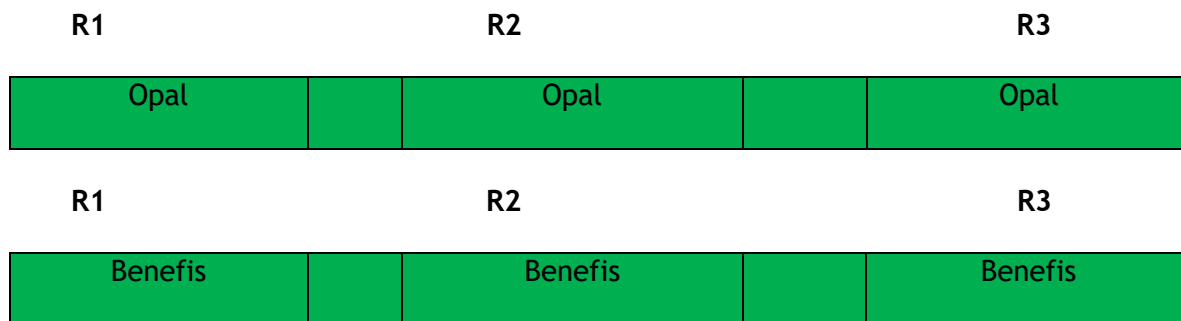 R1 R2 R3
Opal Opal Opal
R1 R2 R3
Benefis Benefis Benefis